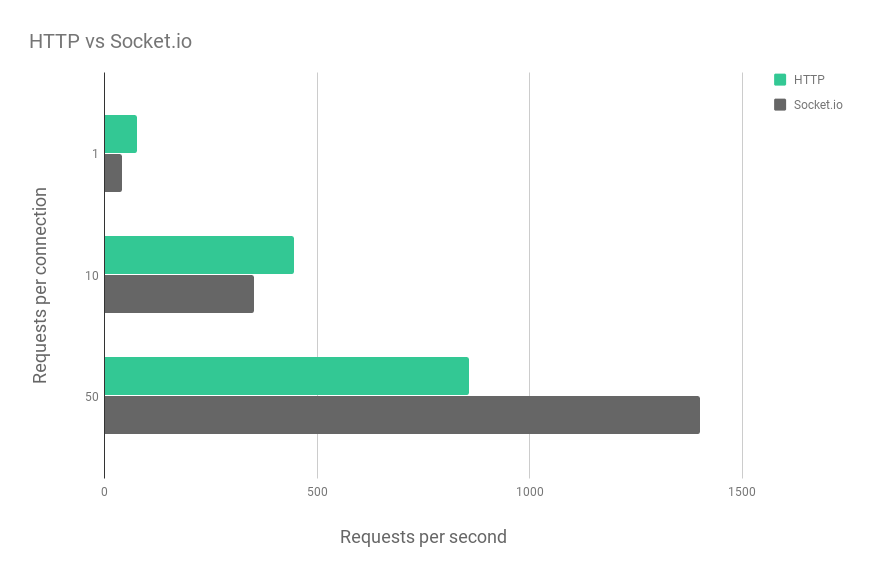 HTTP vs Socket.io
HTTP
Socket.io
Requests per connection
1
10
50
0
500
1000
1500
Requests per second